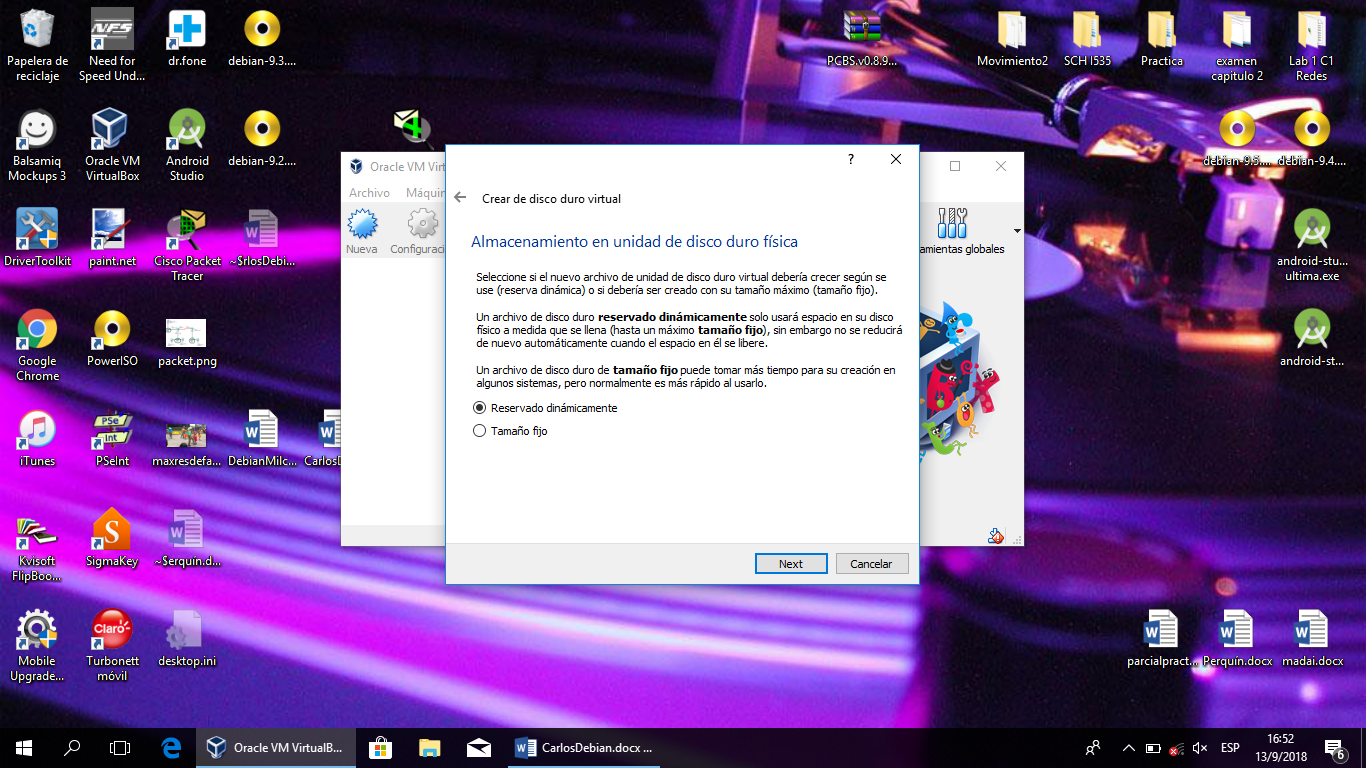 Papelera de
reciclaje
Need for
Speed Und...
dr.fone
debian-9.3....
PCBS.v0.8.9...
Movimiento2
SCH I535
Practica
examen
capitulo 2
Lab 1 C1
Redes
Balsamiq
Mockups 3
Oracle VM
VirtualBox
Android
Studio
debian-9.2....
debian-9.5....
debian-9.4....
DriverToolkit
paint.net
Cisco Packet
Tracer
~$rlosDebi...
android-stu...
ultima.exe
Google
Chrome
PowerISO
packet.png
android-st...
iTunes
PSeInt
maxresdefa...
DebianMilc...
CarlosD
Kvisoft
FlipBoo...
SigmaKey
~$erquín.d...
Mobile
Upgrade...
Claro
Turbonett
móvil
desktop.ini
parcialpract...
Perquín.docx
madai.docx
Oracle VM Virt
Archivo
Máquin
Nueva
Configuraci
amientas globales
?
Crear de disco duro virtual
Almacenamiento en unidad de disco duro física
Seleccione si el nuevo archivo de unidad de disco duro virtual debería crecer según se
use (reserva dinámica) o si debería ser creado con su tamaño máximo (tamaño fijo).
Un archivo de disco duro reservado dinámicamente solo usará espacio en su disco
físico a medida que se llena (hasta un máximo tamaño fijo), sin embargo no se reducirá
de nuevo automáticamente cuando el espacio en él se libere.
Un archivo de disco duro de tamaño fijo puede tomar más tiempo para su creación en
algunos sistemas, pero normalmente es más rápido al usarlo.
Reservado dinámicamente
Tamaño fijo
Next
Cancelar
Oracle VM VirtualB...
CarlosDebian.docx ...
ESP
16:52
13/9/2018
6